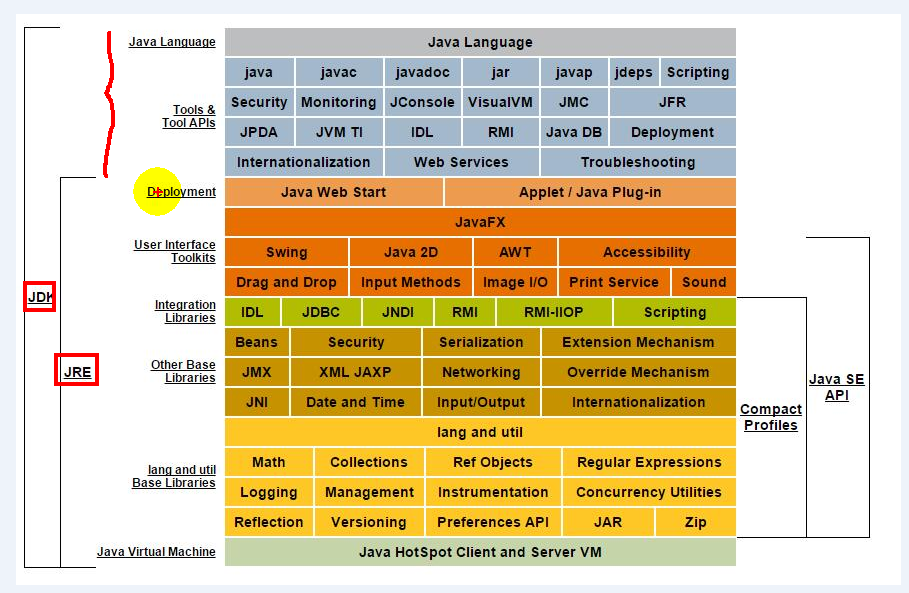 Java Language Java Language
java javac javadoc jar javap jdeps Scripting
Security Monitoring JConsole VisualVM JMC JFR
Tools &
Tool APIs
JPDA JVM TI IDL RMI Java DB Deployment
Internationalization Web Services Troubleshooting
Deployment Java Web Start Applet / Java Plug-in
JavaFX
User Interface
Toolkits
Swing Java 2D AWT Accessibility
Drag and Drop Input Methods Image I/O Print Service Sound
JDK
Integration
Libraries
IDL JDBC JNDI RMI RMI-IIOP Scripting
Beans Security Serialization Extension Mechanism
JRE
Other Base
Libraries
JMX XML JAXP Networking Override Mechanism
Java SE
API
JNI Date and Time Input/Output Internationalization
Compact
Profiles
lang and util
Math Collections Ref Objects Regular Expressions
lang and util
Base Libraries
Logging Management Instrumentation Concurrency Utilities
Reflection Versioning Preferences API JAR Zip
Java Virtual Machine Java HotSpot Client and Server VM